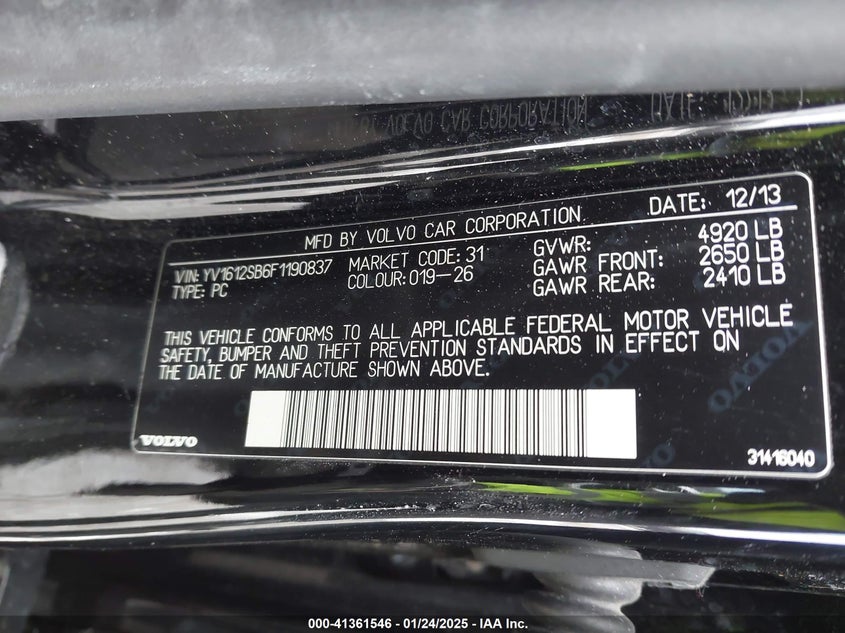 MFD BY VOLVO CAR CORPORATION DATE: 12/13
VIN: YV1612SB6F1190837 MARKET CODE: 31 GVWR: 4920 LB
TYPE: PC COLOUR: 019-26 GAWR FRONT: 2650 LB
GAWR REAR: 2410 LB
THIS VEHICLE CONFORMS TO ALL APPLICABLE FEDERAL MOTOR VEHICLE
SAFETY, BUMPER AND THEFT PREVENTION STANDARDS IN EFFECT ON
THE DATE OF MANUFACTURE SHOWN ABOVE.
VOLVO
31416040
000-41361546 - 01/24/2025 - IAA Inc.